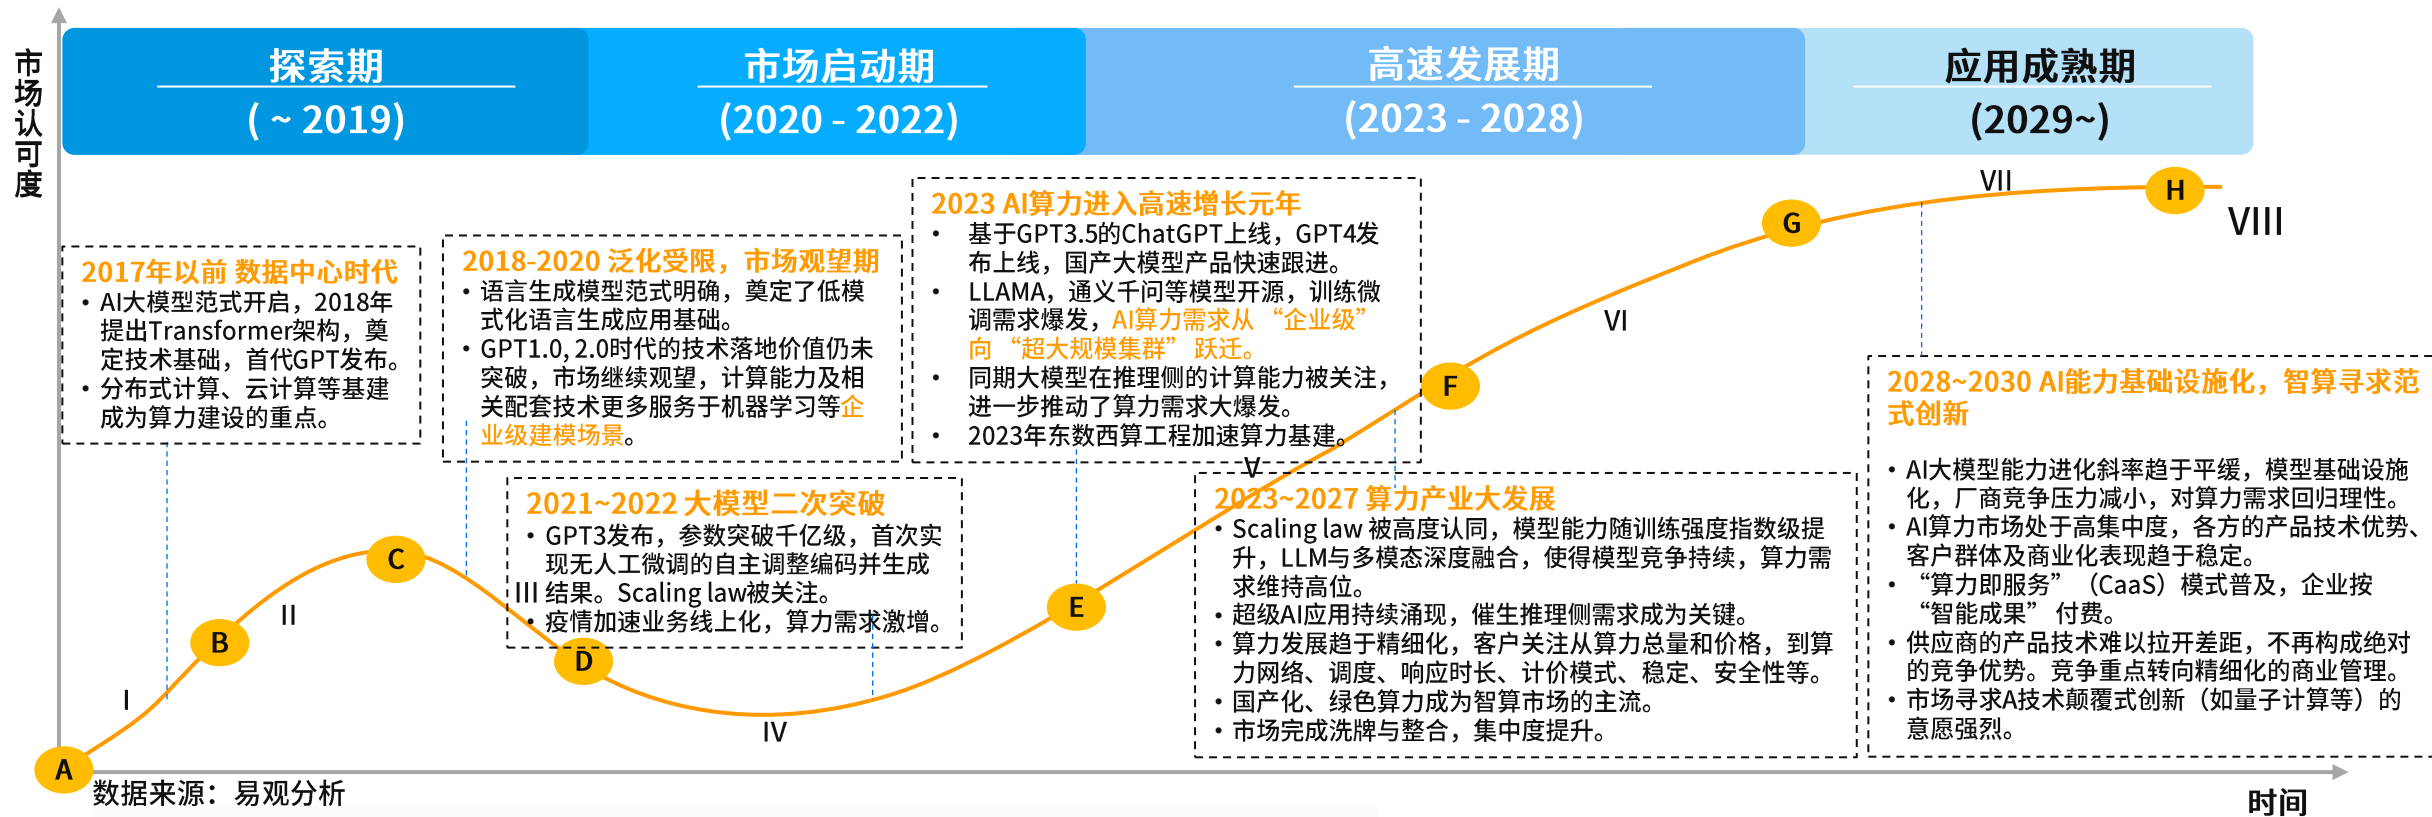 市场认可度
探索期
( ~ 2019)
市场启动期
(2020 - 2022)
高速发展期
(2023 - 2028)
应用成熟期
(2029~)
2017年以前 数据中心时代
• AI大模型范式开启，2018年
提出Transformer架构，奠
定技术基础，首代GPT发布。
• 分布式计算、云计算等基建
成为算力建设的重点。
2018-2020 泛化受限，市场观望期
• 语言生成模型范式明确，奠定了低模
式化语言生成应用基础。
• GPT1.0, 2.0时代的技术落地价值仍未
突破，市场继续观望，计算能力及相
关配套技术更多服务于机器学习等企
业级建模场景。
2021~2022 大模型二次突破
• GPT3发布，参数突破千亿级，首次实
现无人工微调的自主调整编码并生成
结果。Scaling law被关注。
• 疫情加速业务线上化，算力需求激增。
2023 AI算力进入高速增长元年
• 基于GPT3.5的ChatGPT上线，GPT4发
布上线，国产大模型产品快速跟进。
• LLAMA，通义千问等模型开源，训练微
调需求爆发，AI算力需求从 “企业级”
向 “超大规模集群” 跃迁。
• 同期大模型在推理侧的计算能力被关注，
进一步推动了算力需求大爆发。
• 2023年东数西算工程加速算力基建。
2023~2027 算力产业大发展
• Scaling law 被高度认同，模型能力随训练强度指数级提
升，LLM与多模态深度融合，使得模型竞争持续，算力需
求维持高位。
• 超级AI应用持续涌现，催生推理侧需求成为关键。
• 算力发展趋于精细化，客户关注从算力总量和价格，到算
力网络、调度、响应时长、计价模式、稳定、安全性等。
• 国产化、绿色算力成为智算市场的主流。
• 市场完成洗牌与整合，集中度提升。
2028~2030 AI能力基础设施化，智算寻求范
式创新
• AI大模型能力进化斜率趋于平缓，模型基础设施
化，厂商竞争压力减小，对算力需求回归理性。
• AI算力市场处于高集中度，各方的产品技术优势、
客户群体及商业化表现趋于稳定。
• “算力即服务” （CaaS）模式普及，企业按
“智能成果” 付费。
• 供应商的产品技术难以拉开差距，不再构成绝对
的竞争优势。竞争重点转向精细化的商业管理。
• 市场寻求A技术颠覆式创新（如量子计算等）的
意愿强烈。
A
I
B
II
C
III
D
IV
E
V
F
VI
G
VII
H
VIII
数据来源：易观分析
时间